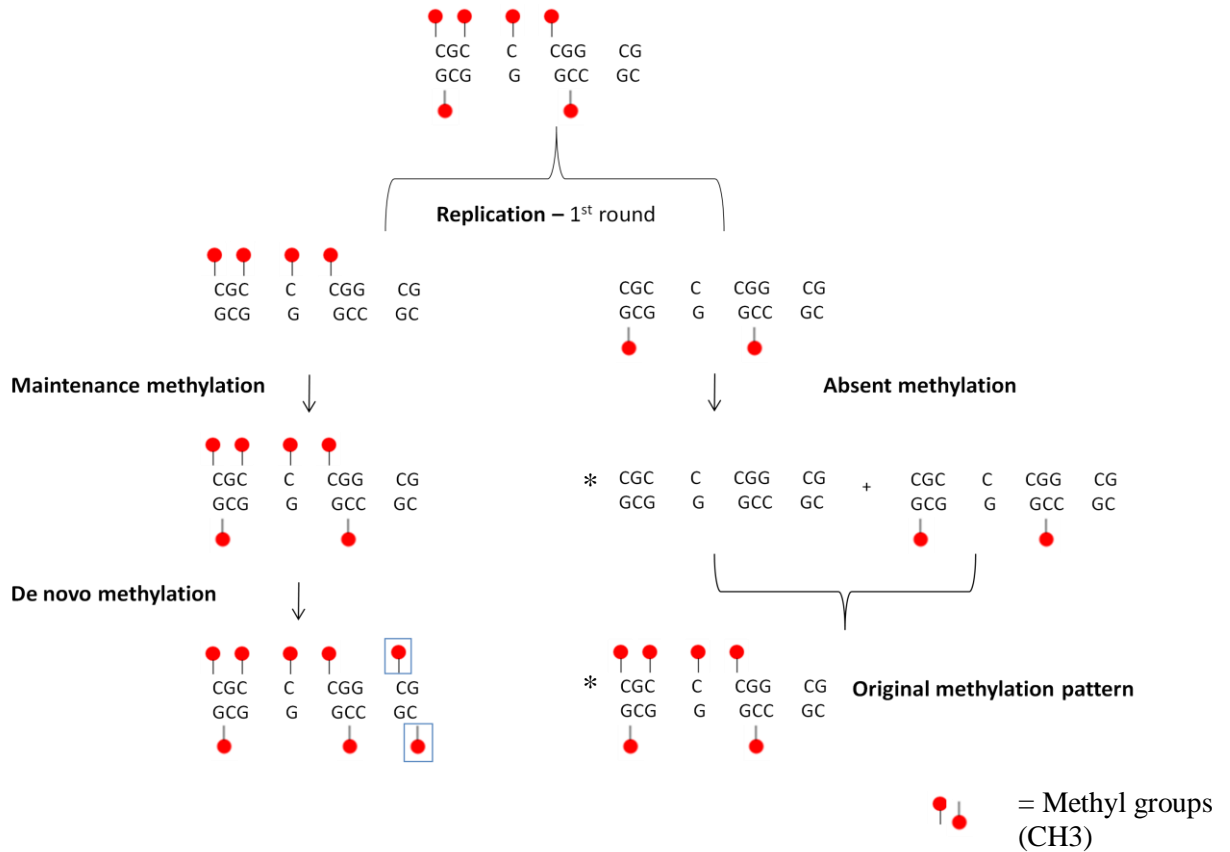 CGC C CGG CG
GCG G GCC GC
Replication – 1st round
CGC C CGG CG
GCG G GCC GC
CGC C CGG CG
GCG G GCC GC
Maintenance methylation
Absent methylation
CGC C CGG CG
GCG G GCC GC
* CGC C CGG CG + CGC C CGG CG
GCG G GCC GC GCG G GCC GC
De novo methylation
CGC C CGG CG
GCG G GCC GC
* CGC C CGG CG
GCG G GCC GC
Original methylation pattern
= Methyl groups
(CH3)